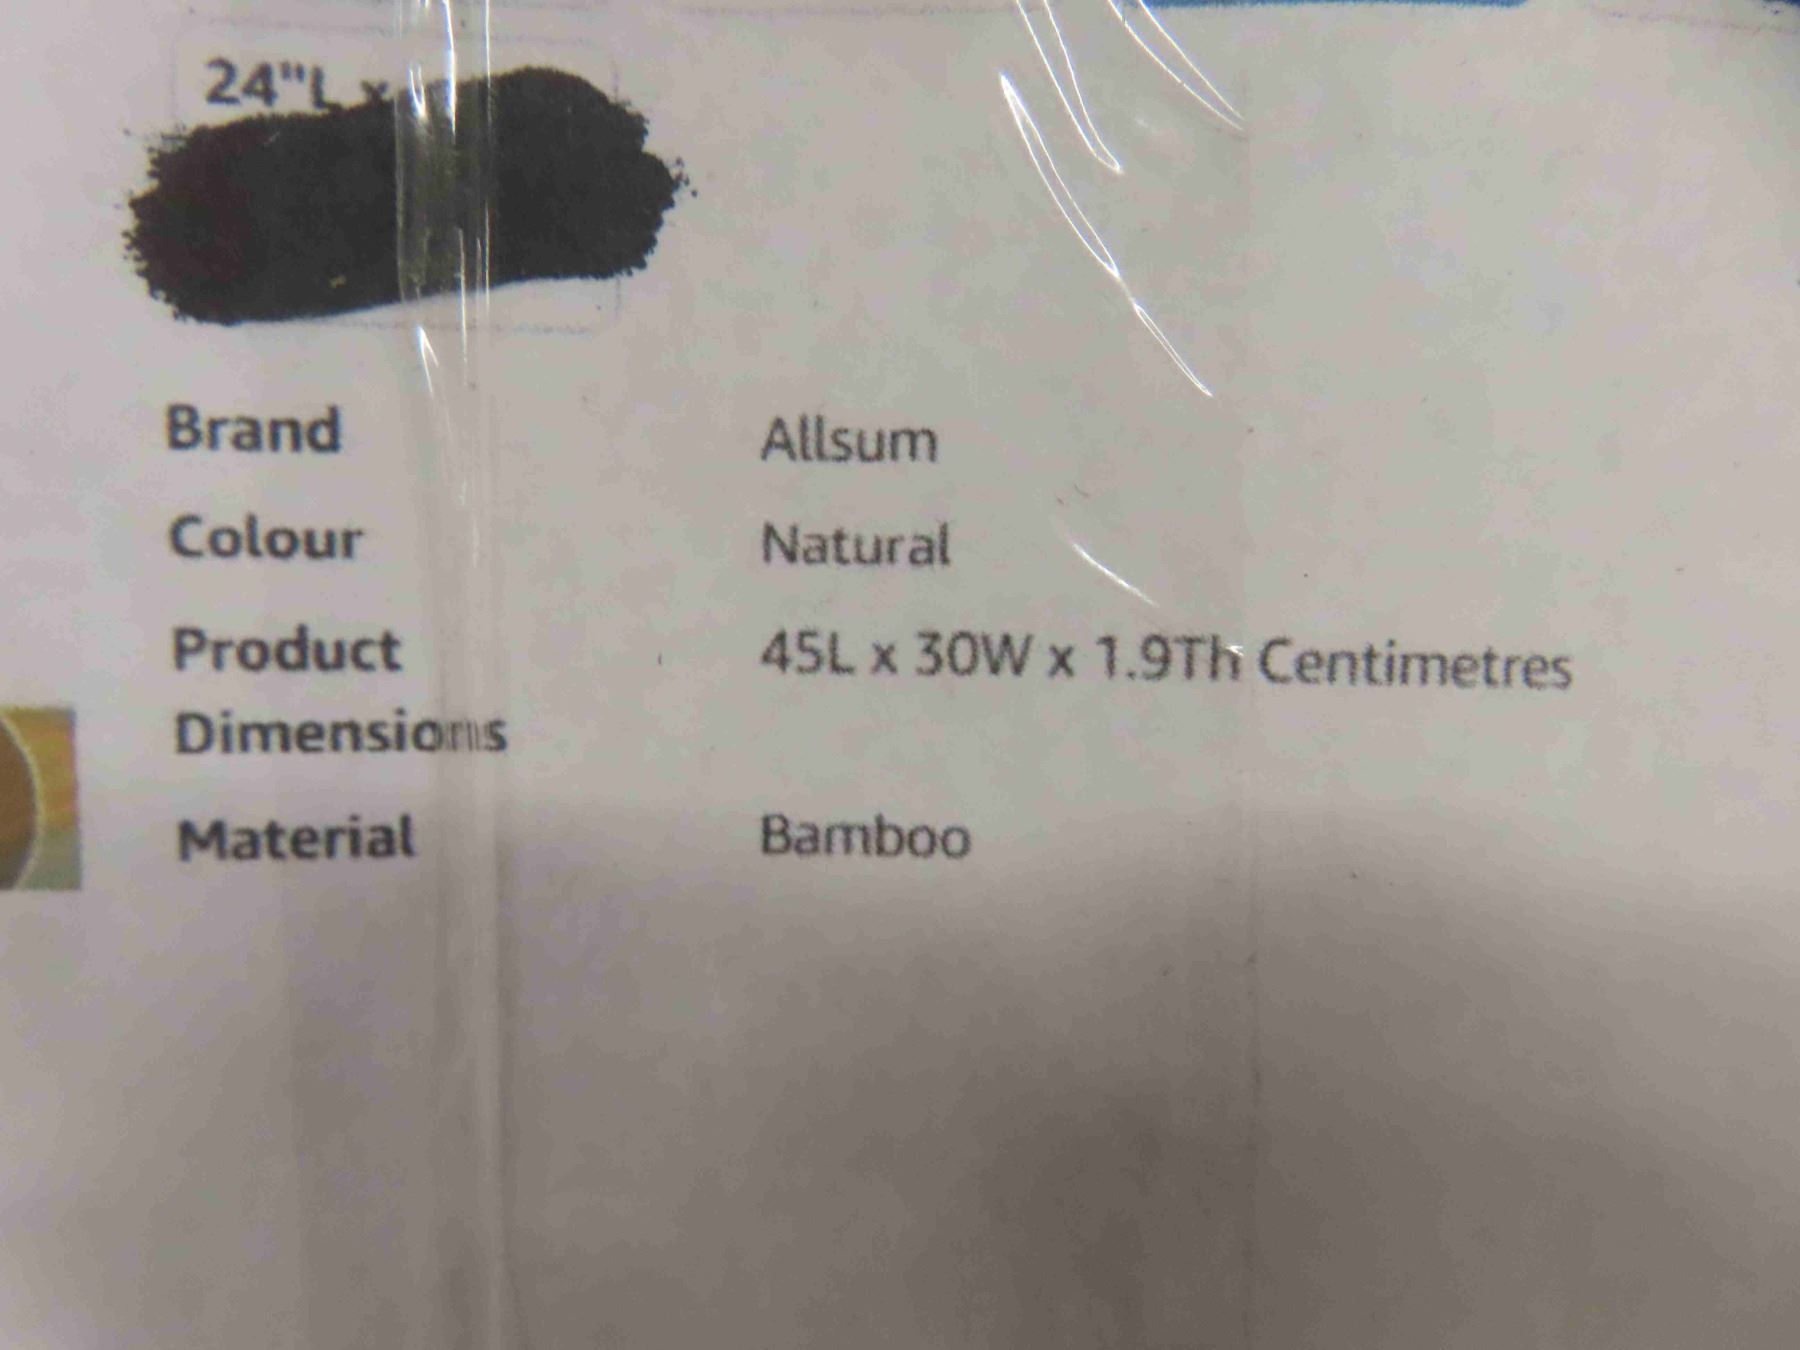 24"L x
Brand Allsum
Colour Natural
Product 45L x 30W x 1.9Th Centimetres
Dimensions
Material Bamboo